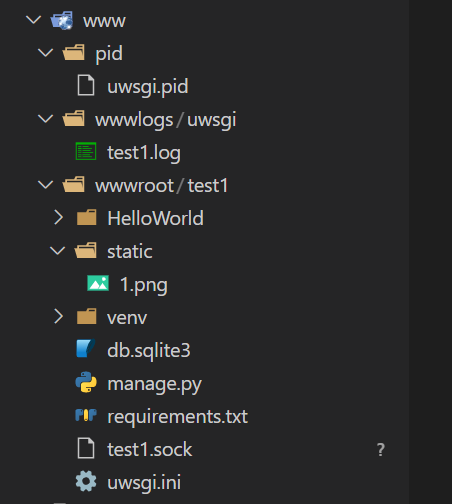 www
pid
uwsgi.pid
wwwlogs/uwsgi
test1.log
wwwroot/test1
HelloWorld
static
1.png
venv
db.sqlite3
manage.py
requirements.txt
test1.sock ?
uwsgi.ini